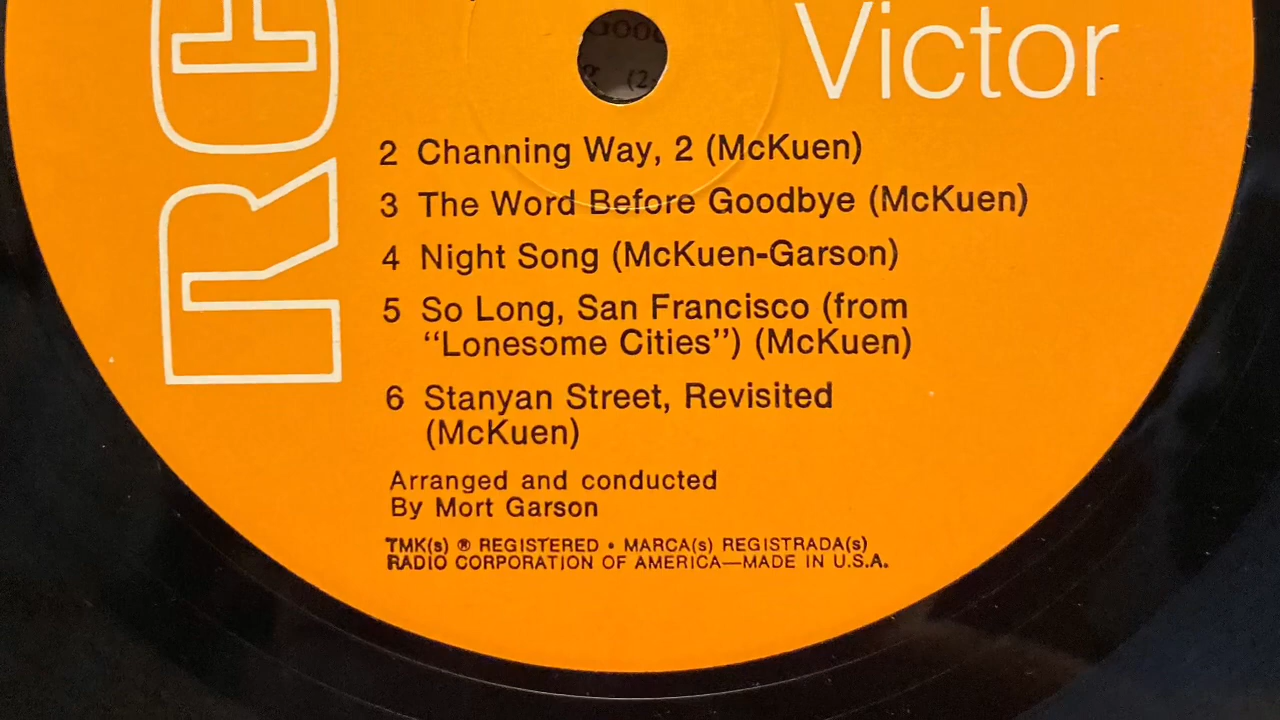 Victor
RC
2 Channing Way, 2 (McKuen)
3 The Word Before Goodbye (McKuen)
4 Night Song (McKuen-Garson)
5 So Long, San Francisco (from
“Lonesome Cities”) (McKuen)
6 Stanyan Street, Revisited
(McKuen)
Arranged and conducted
By Mort Garson
TMK(s) ® REGISTERED • MARCA(s) REGISTRADA(s)
RADIO CORPORATION OF AMERICA—MADE IN U.S.A.